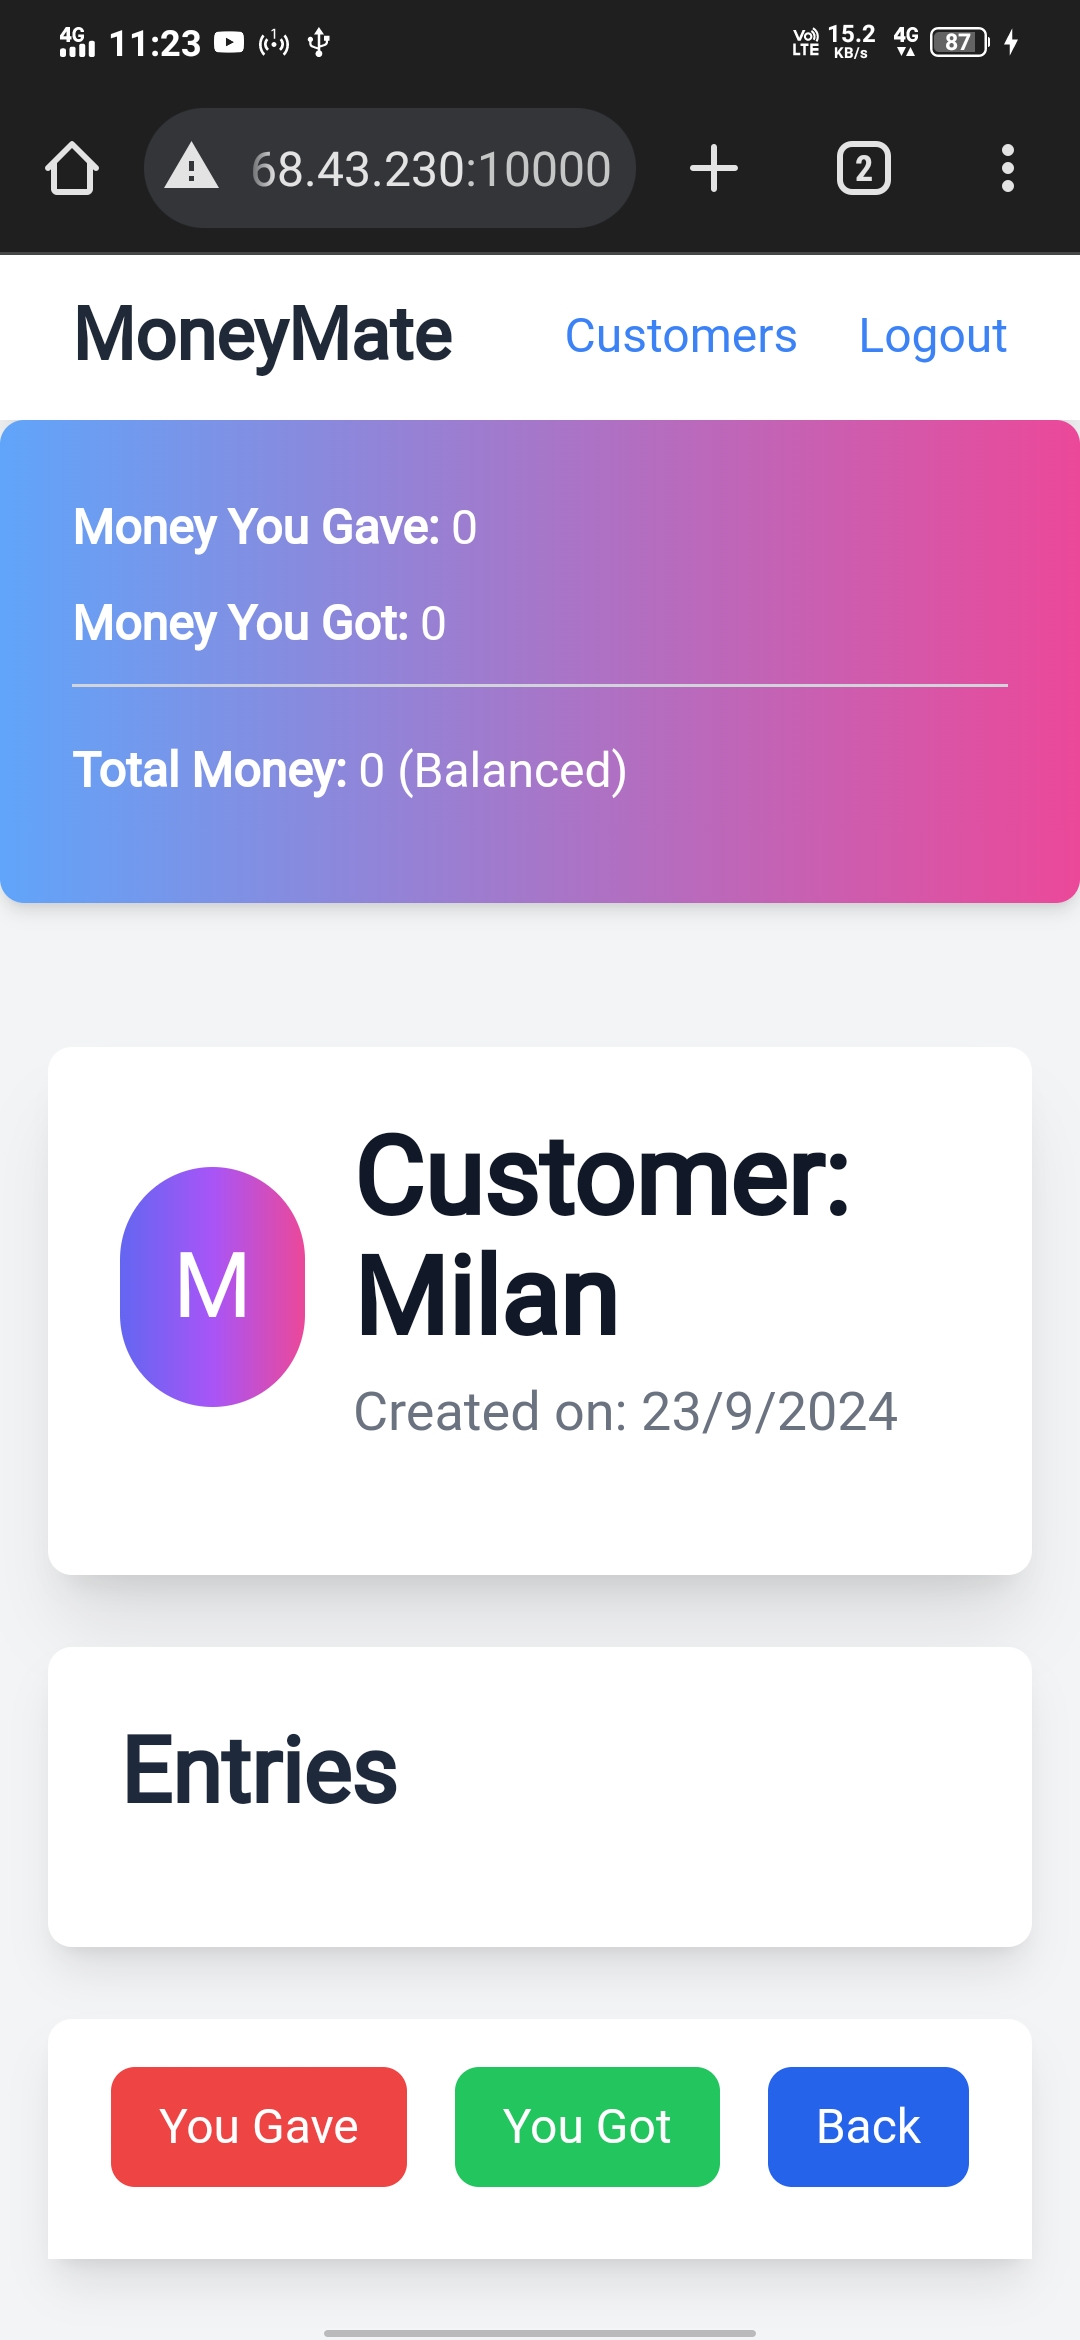 4G 11:23 Vo) LTE 15.2 KB/s 4G 87
68.43.230:10000 2
MoneyMate Customers Logout
Money You Gave: 0
Money You Got: 0
Total Money: 0 (Balanced)
M
Customer:
Milan
Created on: 23/9/2024
Entries
You Gave You Got Back